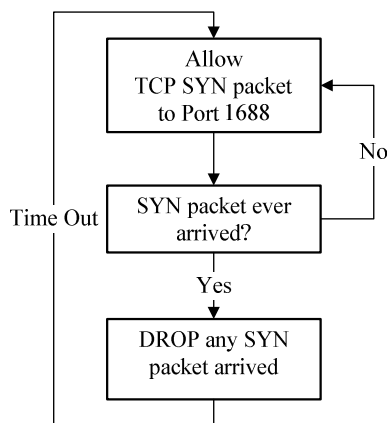 Allow
TCP SYN packet
to Port 1688
No
SYN packet ever
arrived?
Time Out
Yes
DROP any SYN
packet arrived